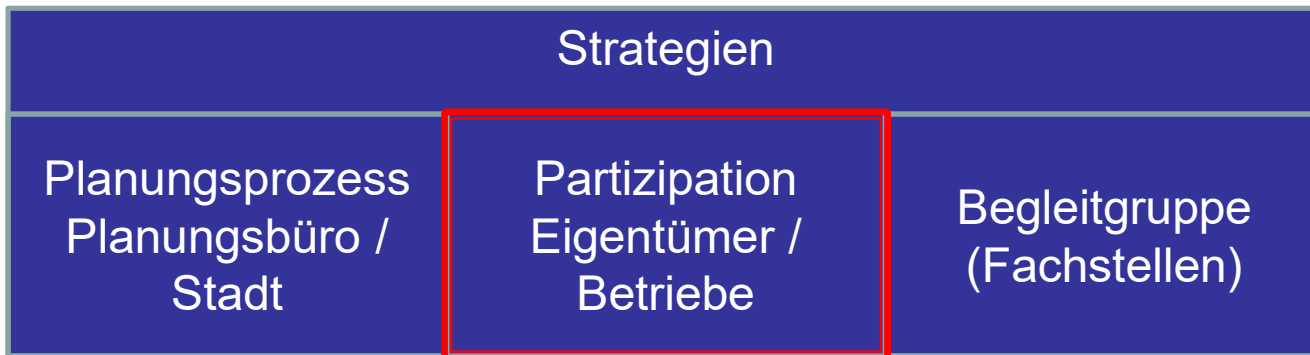 Strategien
Planungsprozess
Planungsbüro /
Stadt
Partizipation
Eigentümer /
Betriebe
Begleitgruppe
(Fachstellen)